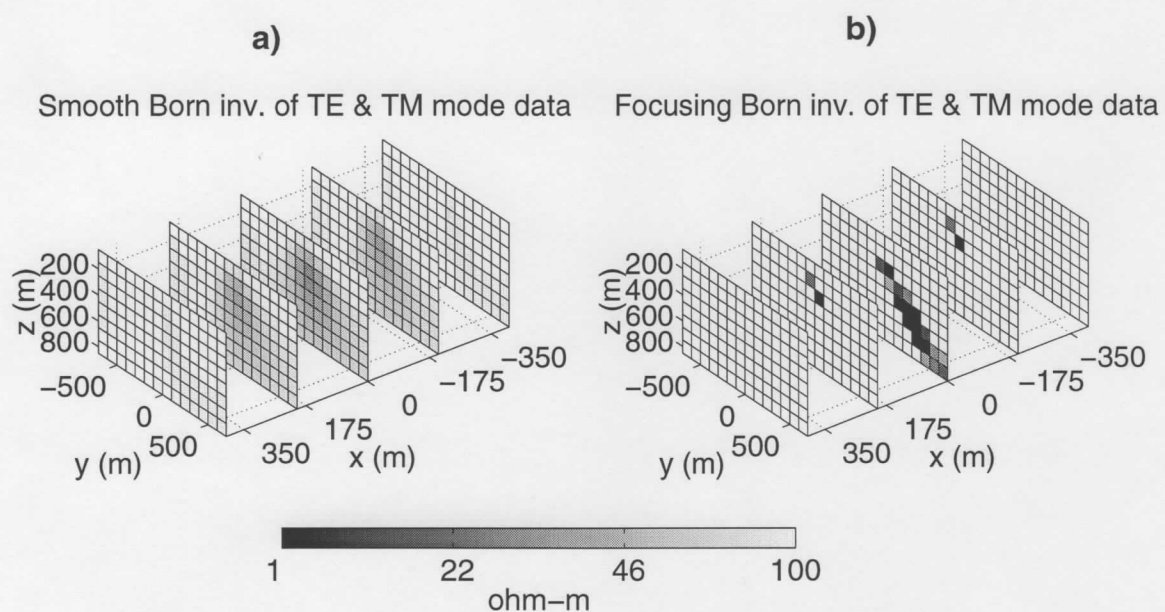 a)
b)
Smooth Born inv. of TE & TM mode data
Focusing Born inv. of TE & TM mode data
200
400
600
800
z (m)
−500
0
500
y (m)
350
175
0
−175
−350
x (m)
200
400
600
800
z (m)
−500
0
500
y (m)
350
175
0
−175
−350
x (m)
1
22
46
100
ohm−m